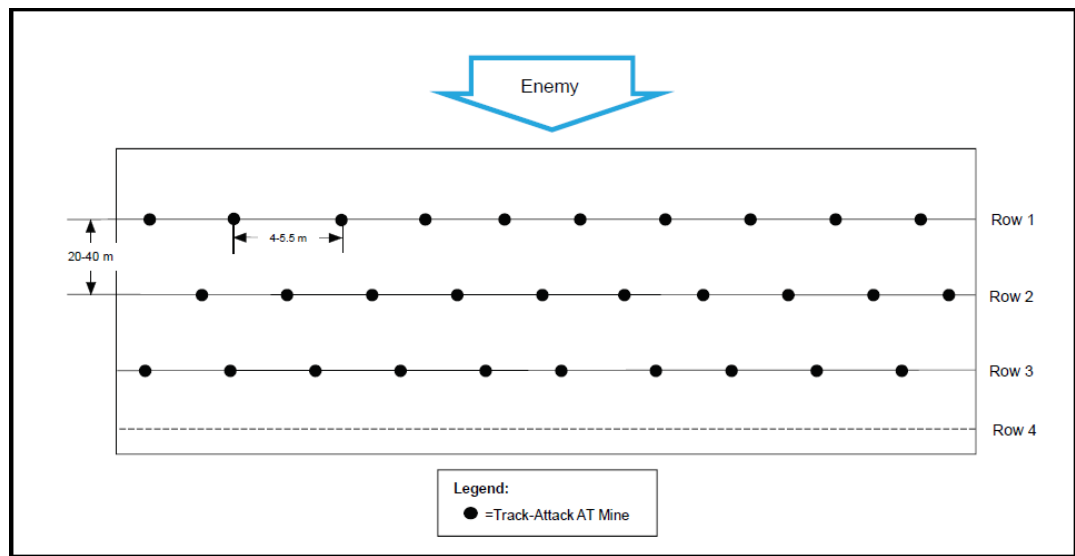 Enemy
Row 1
4-5.5 m
20-40 m
Row 2
Row 3
Row 4
Legend:
=Track-Attack AT Mine